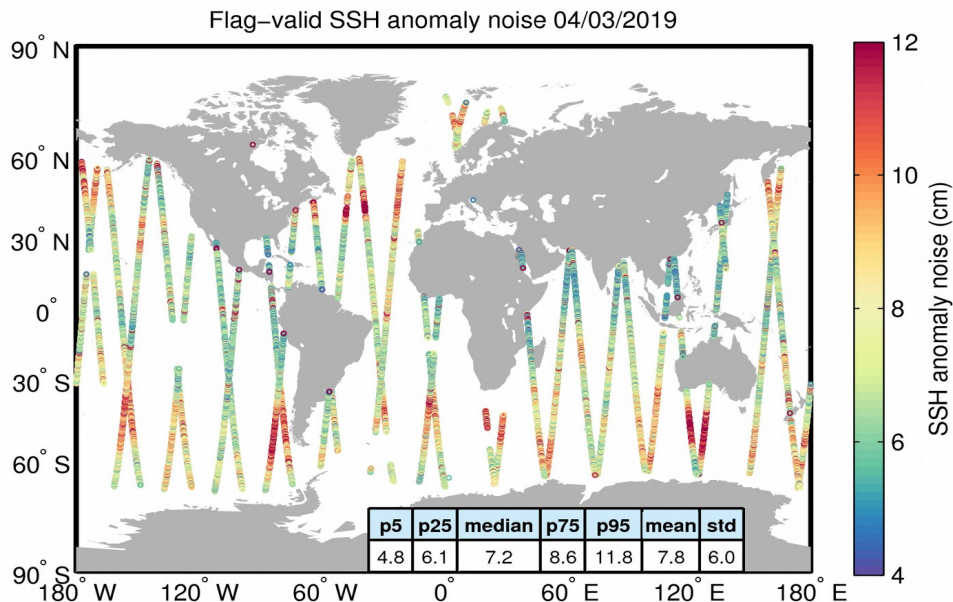 Flag−valid SSH anomaly noise 04/03/2019
90° N
60° N
30° N
0°
30° S
60° S
90° S
180° W
120° W
60° W
0°
60° E
120° E
180° E
12
10
8
6
4
SSH anomaly noise (cm)
p5 p25 median p75 p95 mean std
4.8 6.1 7.2 8.6 11.8 7.8 6.0